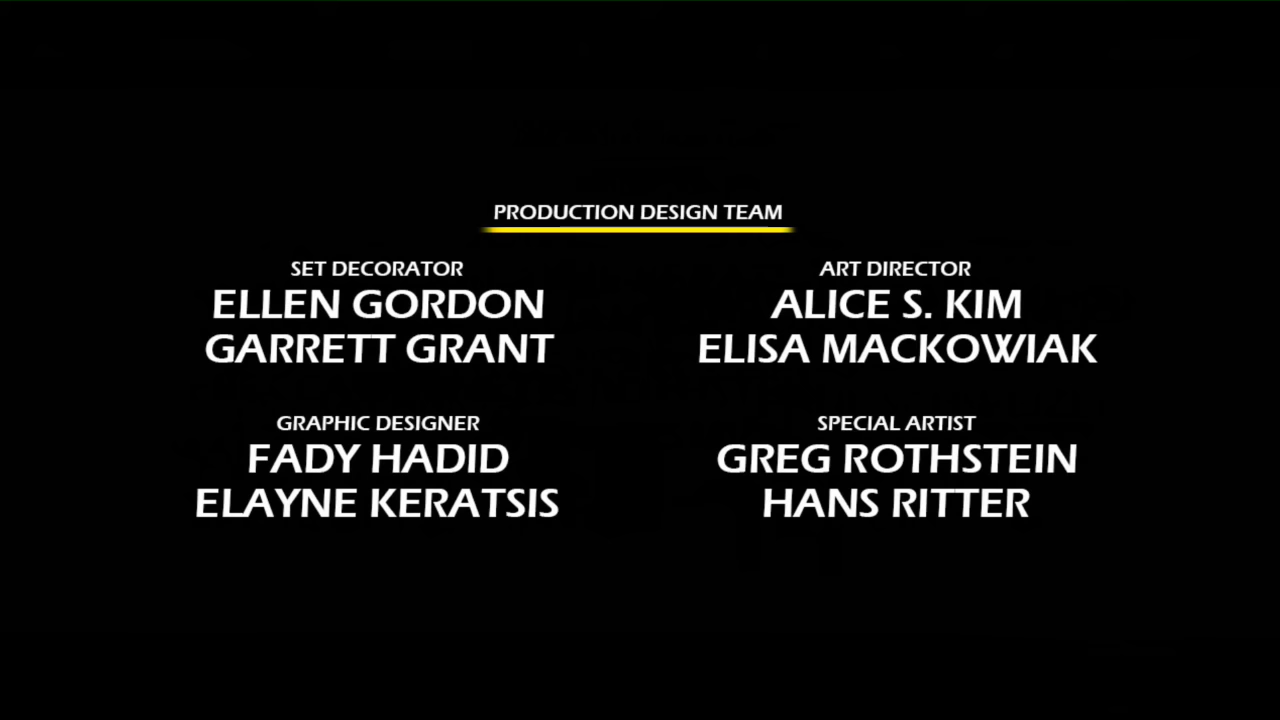 PRODUCTION DESIGN TEAM
SET DECORATOR
ELLEN GORDON
GARRETT GRANT
ART DIRECTOR
ALICE S. KIM
ELISA MACKOWIAK
GRAPHIC DESIGNER
FADY HADID
ELAYNE KERATSIS
SPECIAL ARTIST
GREG ROTHSTEIN
HANS RITTER